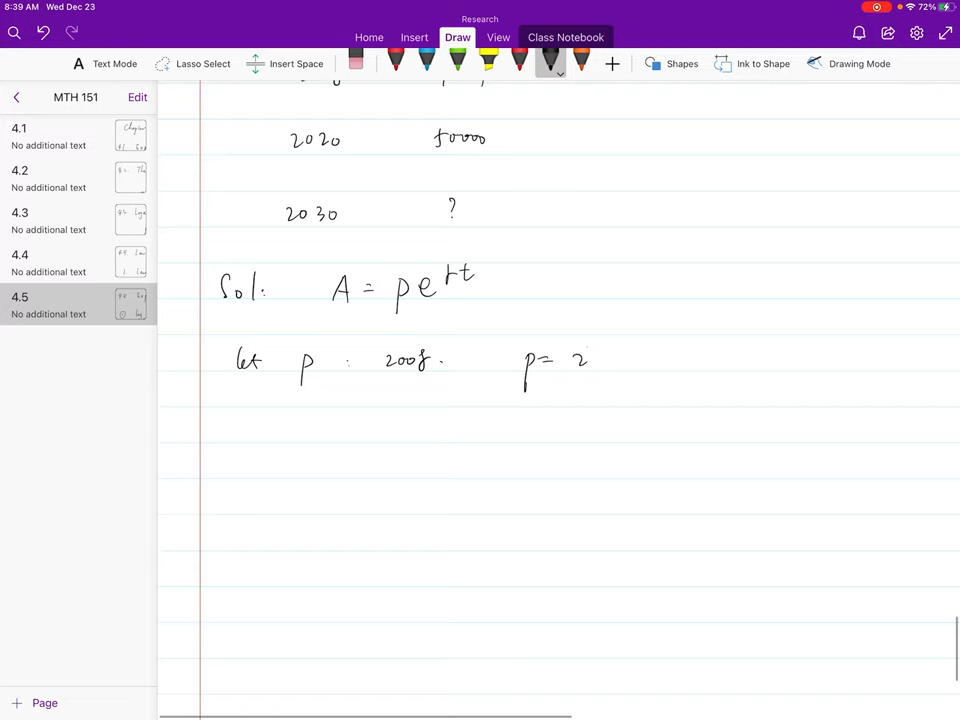 8:39 AM Wed Dec 23
72%
Research
Home Insert Draw View Class Notebook
Text Mode Lasso Select Insert Space Shapes Ink to Shape Drawing Mode
MTH 151 Edit
4.1
No additional text
4.2
No additional text
4.3
No additional text
4.4
No additional text
4.5
No additional text
2020 50000
2030 ?
Sol: A = pe^rt
let p : 2008. p= 2
Page